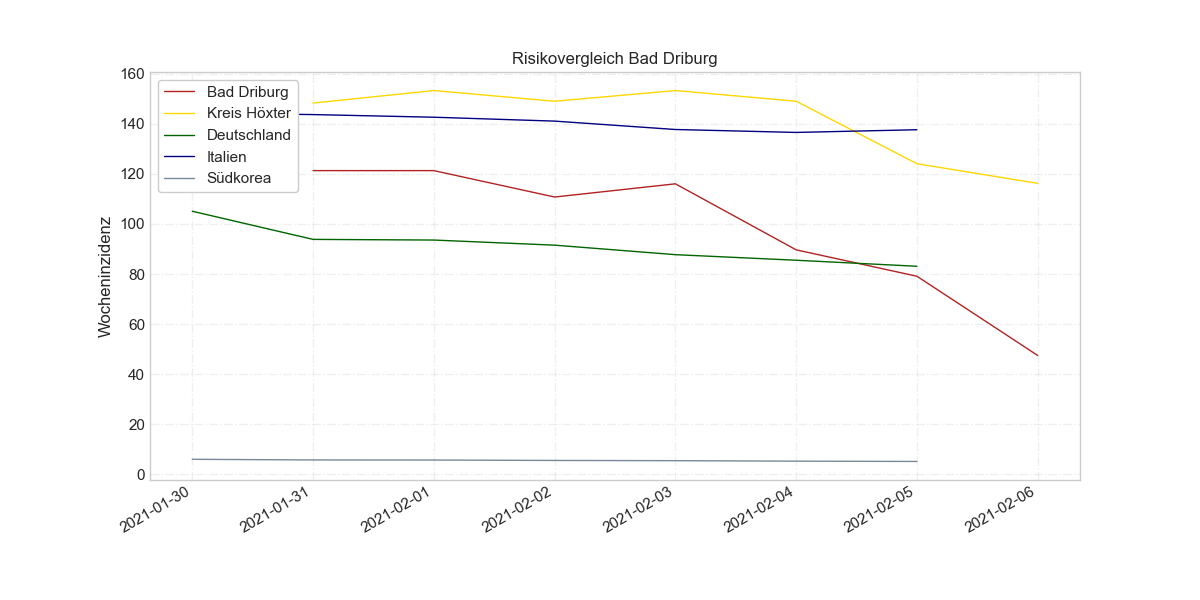 Risikovergleich Bad Driburg
Wocheninzidenz
160
140
120
100
80
60
40
20
0
Bad Driburg
Kreis Höxter
Deutschland
Italien
Südkorea
2021-01-30
2021-01-31
2021-02-01
2021-02-02
2021-02-03
2021-02-04
2021-02-05
2021-02-06